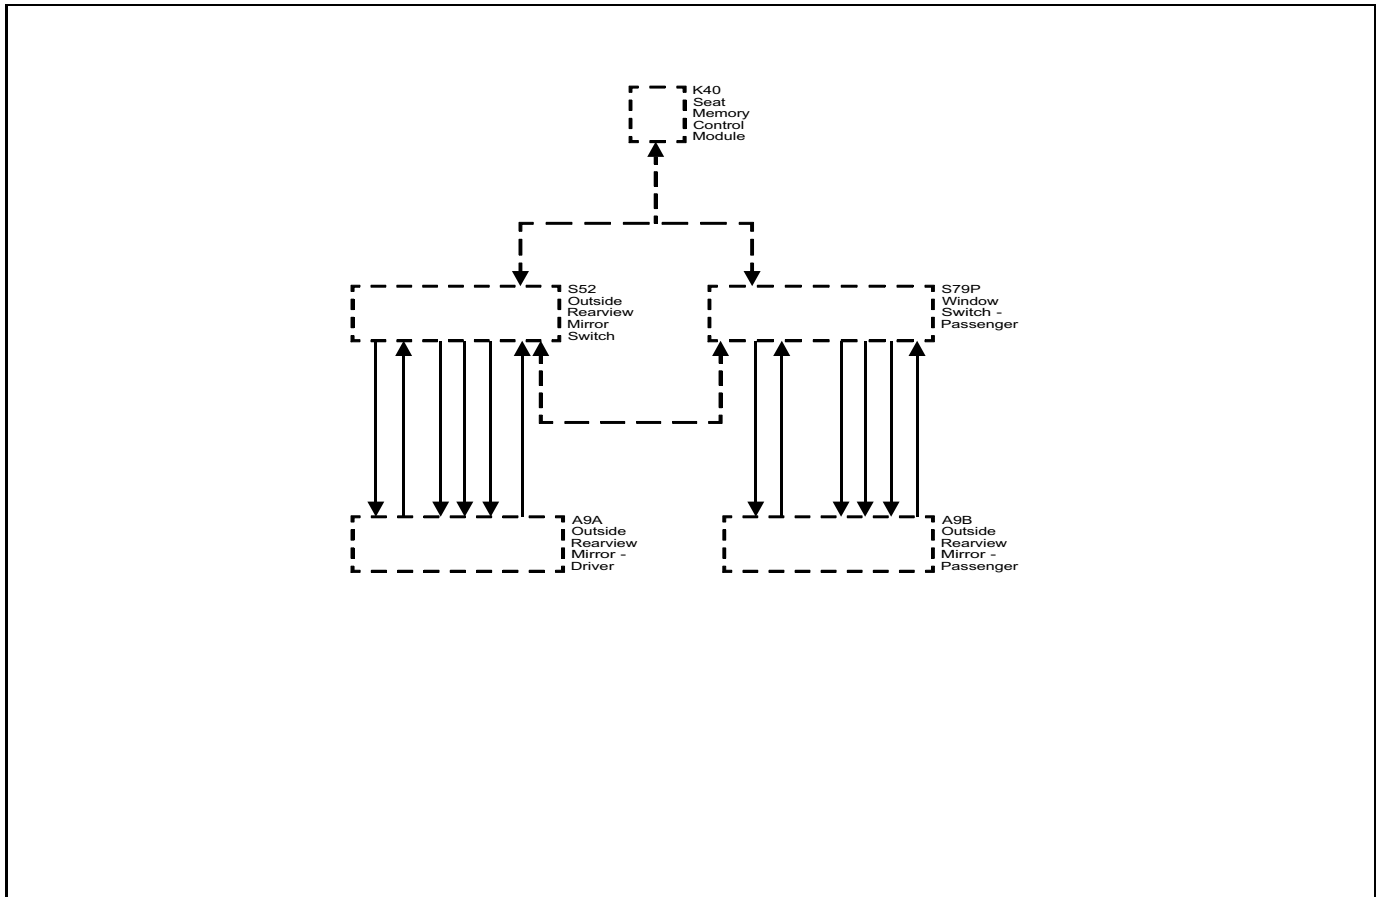 K40
Seat
Memory
Control
Module
S52
Outside
Rearview
Mirror
Switch
S79P
Window
Switch -
Passenger
A9A
Outside
Rearview
Mirror -
Driver
A9B
Outside
Rearview
Mirror -
Passenger